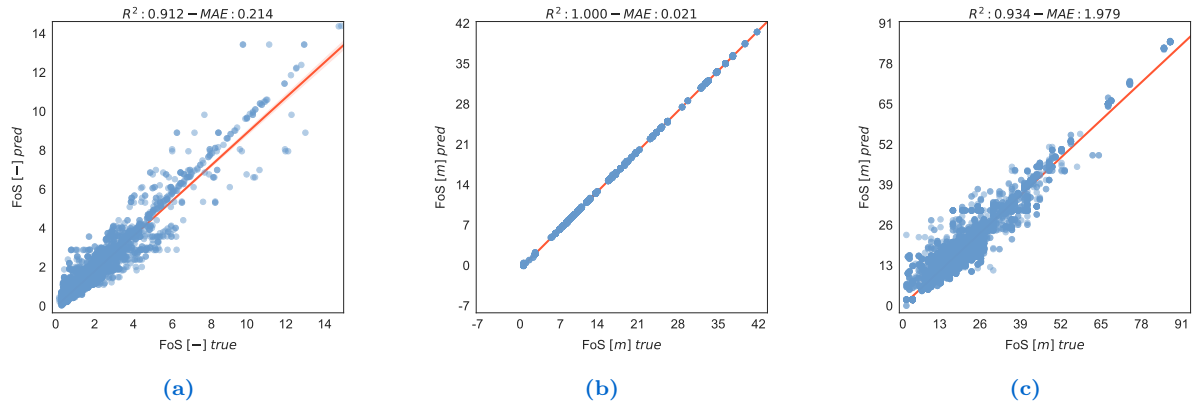 R² : 0.912 − MAE : 0.214
14
12
10
8
6
4
2
0
FoS [−] pred
0 2 4 6 8 10 12 14
FoS [−] true
(a)
R² : 1.000 − MAE : 0.021
42
35
28
21
14
7
0
-7
FoS [m] pred
-7 0 7 14 21 28 35 42
FoS [m] true
(b)
R² : 0.934 − MAE : 1.979
91
78
65
52
39
26
13
0
FoS [m] pred
0 13 26 39 52 65 78 91
FoS [m] true
(c)